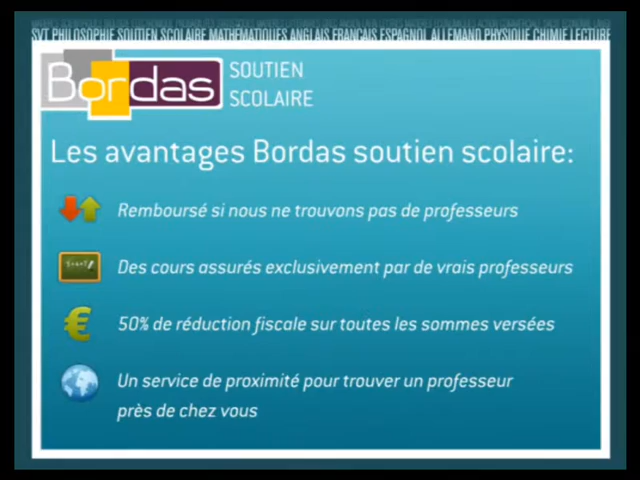 SVT PHILOSOPHIE SOUTIEN SCOLAIRE MATHÉMATIQUES ANGLAIS FRANÇAIS ESPAGNOL ALLEMAND PHYSIQUE CHIMIE LECTURE
Bordas SOUTIEN
SCOLAIRE
Les avantages Bordas soutien scolaire:
Remboursé si nous ne trouvons pas de professeurs
Des cours assurés exclusivement par de vrais professeurs
50% de réduction fiscale sur toutes les sommes versées
Un service de proximité pour trouver un professeur
près de chez vous